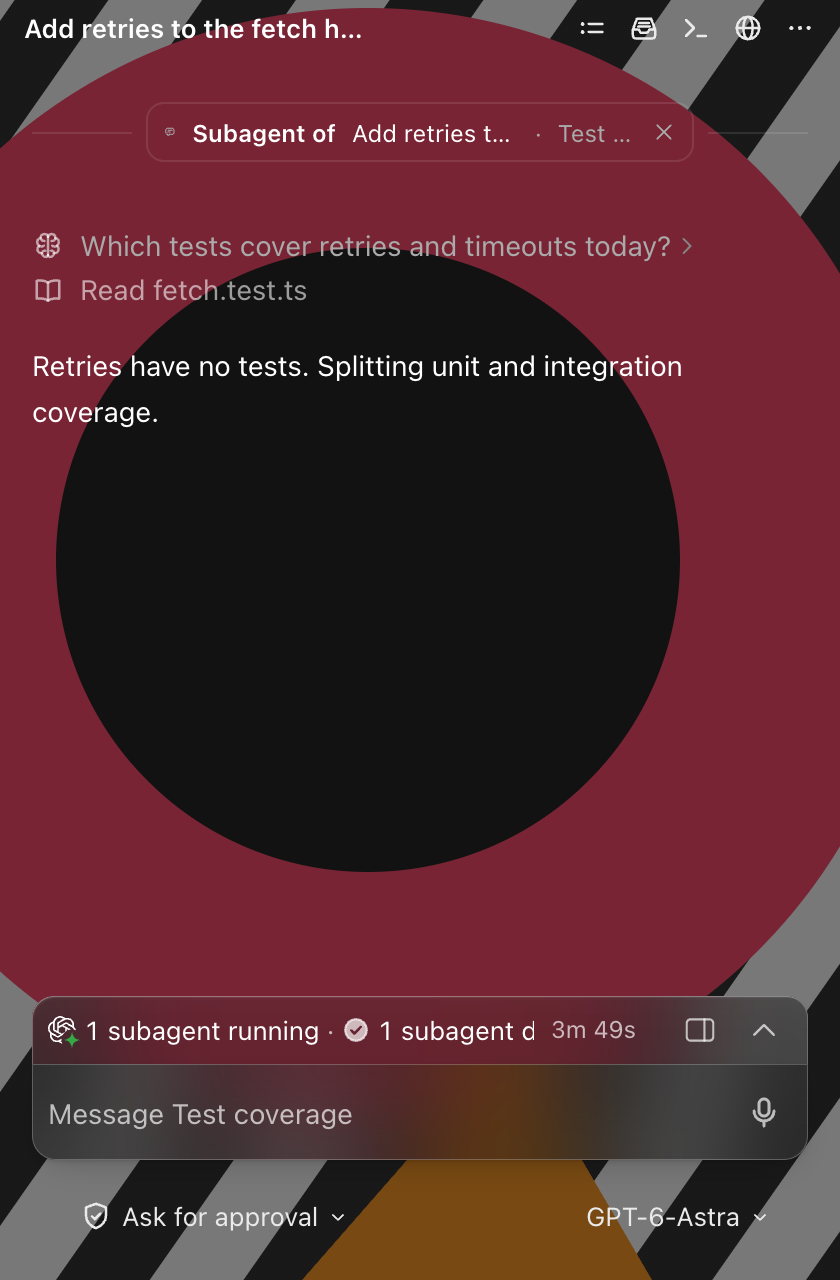 Add retries to the fetch h...
Subagent of Add retries t... · Test ...
Which tests cover retries and timeouts today?
Read fetch.test.ts
Retries have no tests. Splitting unit and integration
coverage.
1 subagent running · 1 subagent d 3m 49s
Message Test coverage
Ask for approval GPT-6-Astra